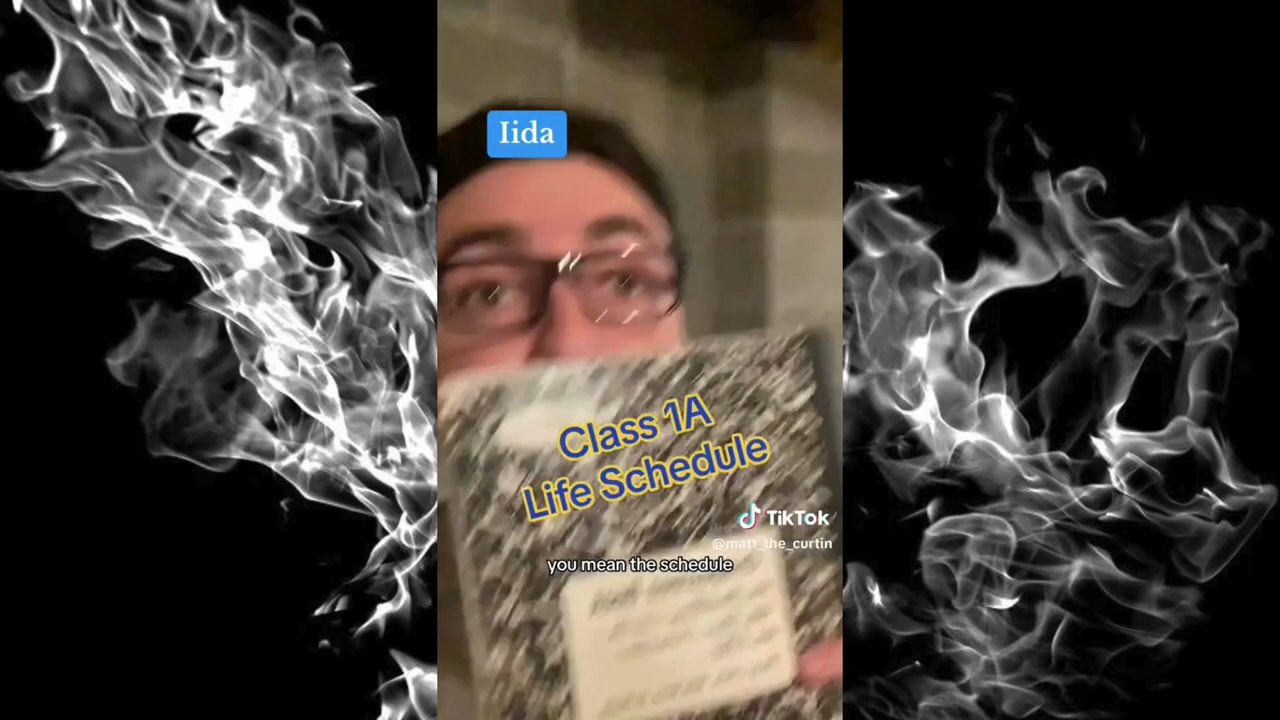 Iida
Class 1A
Life Schedule
TikTok
@matt_the_curtin
you mean the schedule